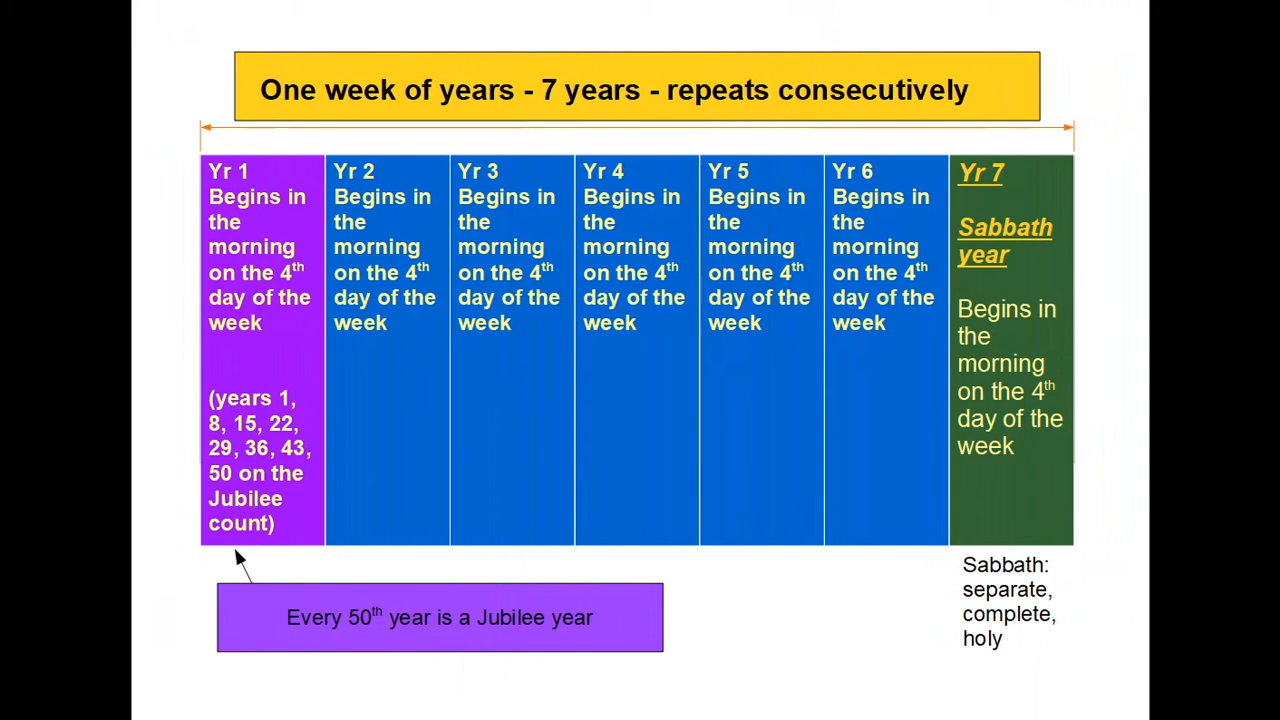 One week of years - 7 years - repeats consecutively
Yr 1
Begins in
the
morning
on the 4th
day of the
week
(years 1,
8, 15, 22,
29, 36, 43,
50 on the
Jubilee
count)
Yr 2
Begins in
the
morning
on the 4th
day of the
week
Yr 3
Begins in
the
morning
on the 4th
day of the
week
Yr 4
Begins in
the
morning
on the 4th
day of the
week
Yr 5
Begins in
the
morning
on the 4th
day of the
week
Yr 6
Begins in
the
morning
on the 4th
day of the
week
Yr 7
Sabbath
year
Begins in
the
morning
on the 4th
day of the
week
Every 50th year is a Jubilee year
Sabbath:
separate,
complete,
holy